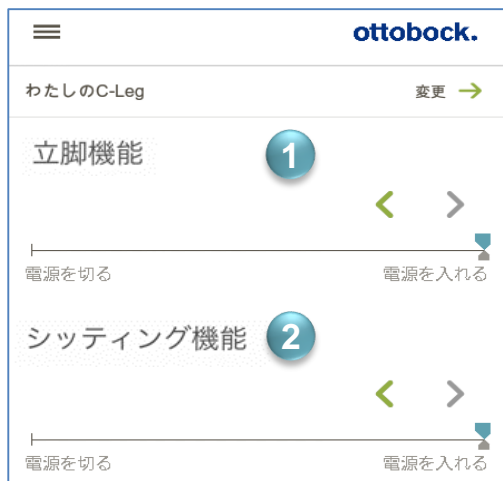 ottobock.
わたしのC-Leg 変更
立脚機能 1
電源を切る 電源を入れる
シッティング機能 2
電源を切る 電源を入れる